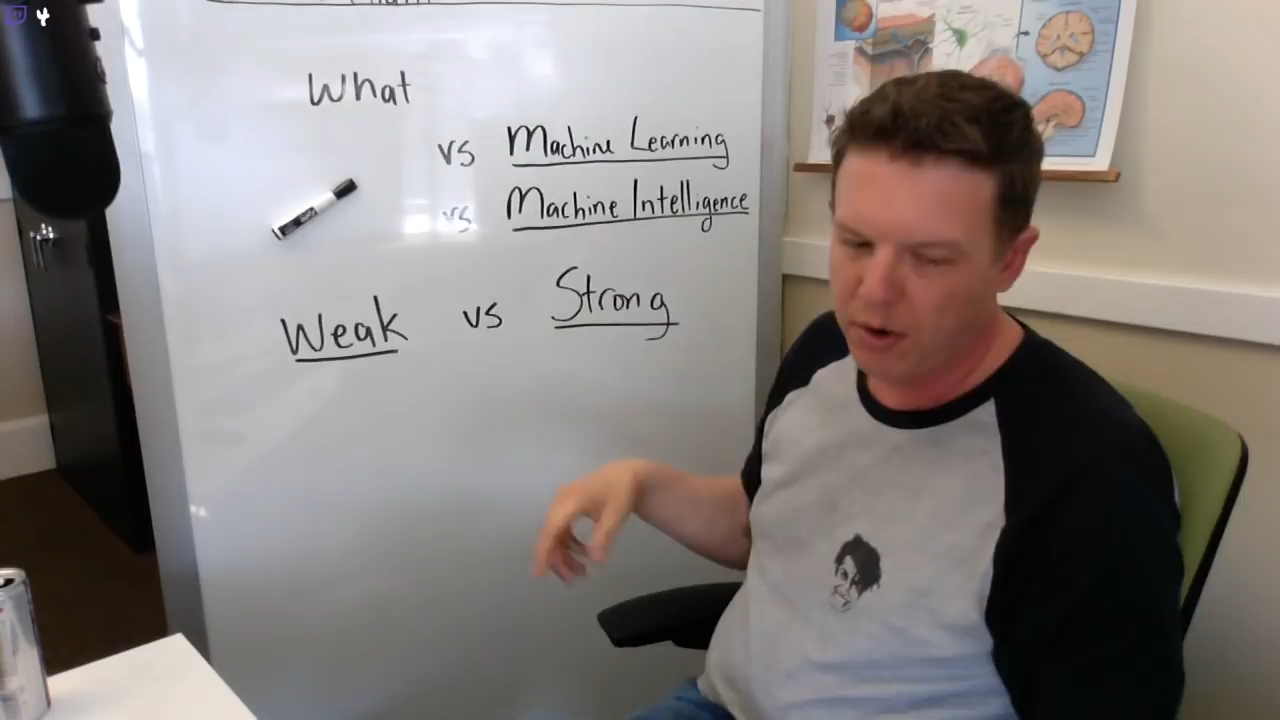 What
vs Machine Learning
vs Machine Intelligence
Weak vs Strong